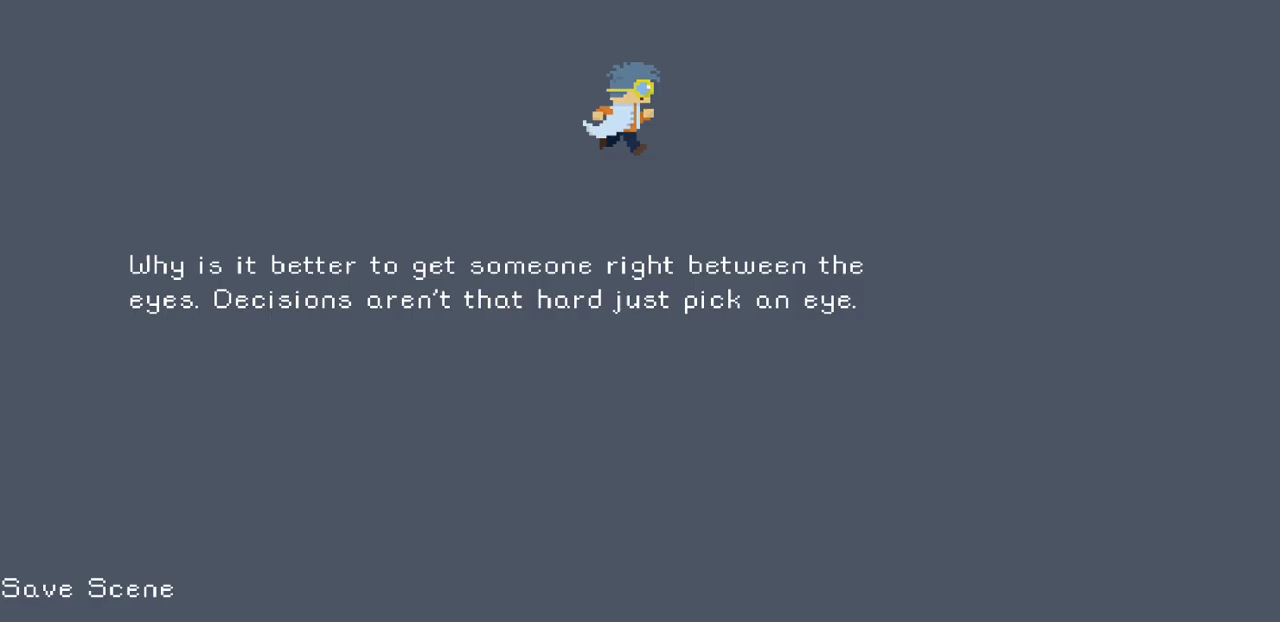 Why is it better to get someone right between the
eyes. Decisions aren't that hard just pick an eye.
Save Scene